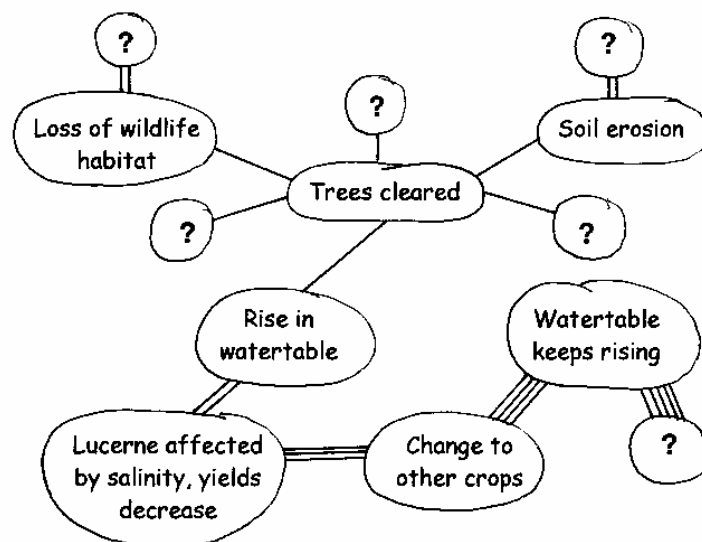 ?
?
?
Loss of wildlife
habitat
Soil erosion
Trees cleared
?
?
Rise in
watertable
Watertable
keeps rising
Lucerne affected
by salinity, yields
decrease
Change to
other crops
?